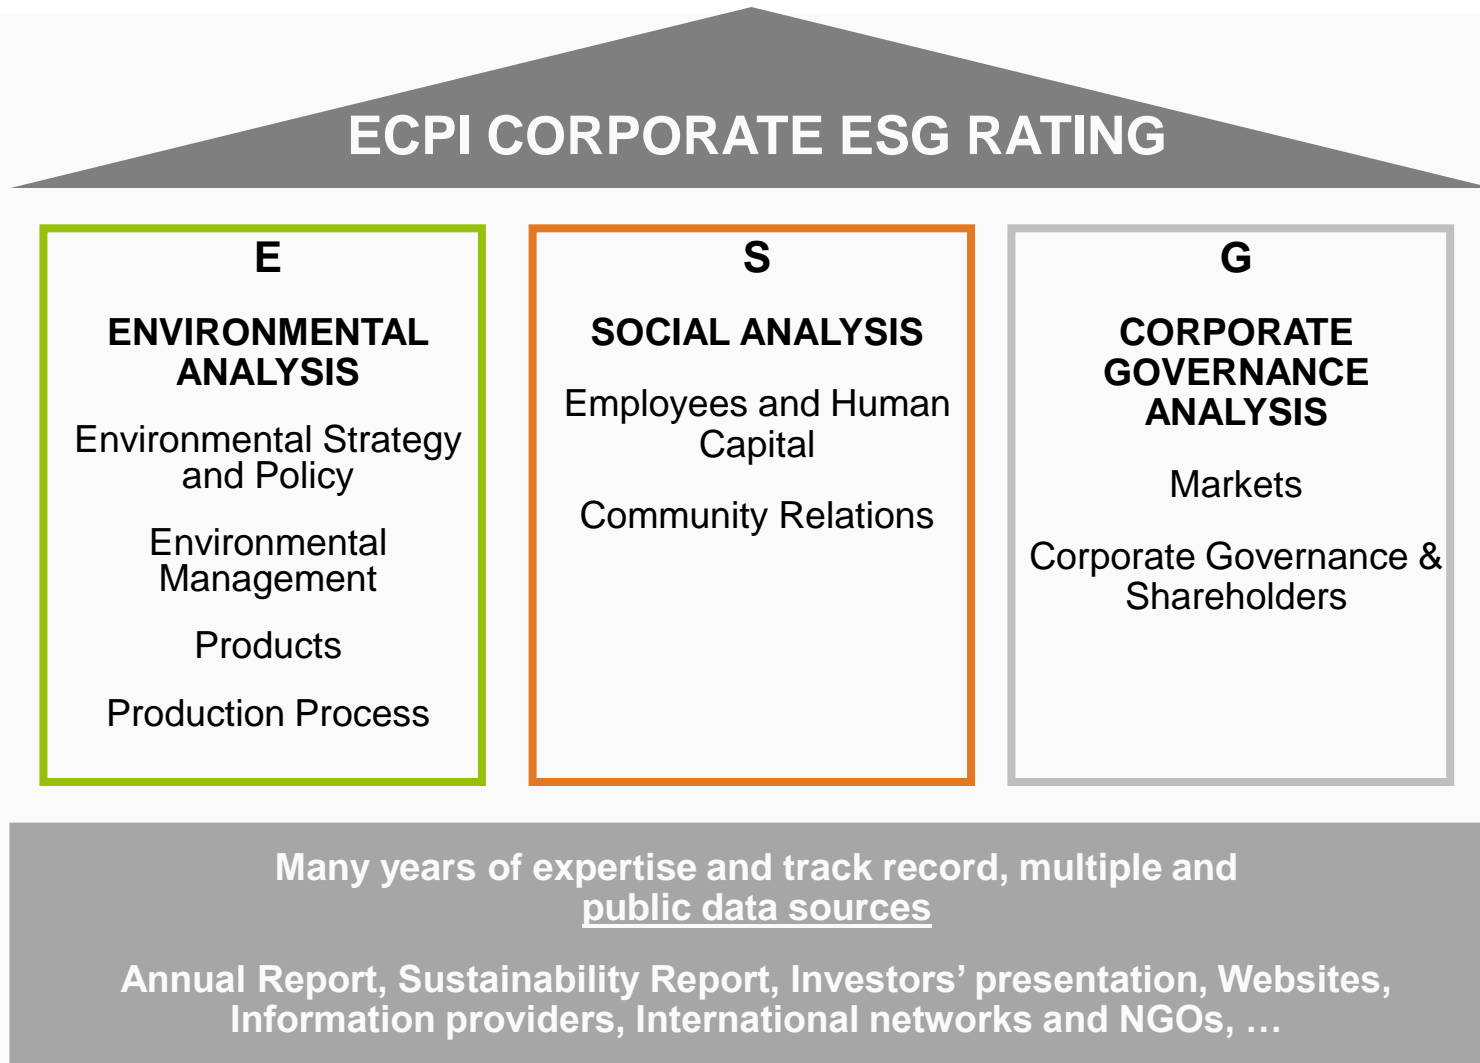 ECPI CORPORATE ESG RATING
E
ENVIRONMENTAL
ANALYSIS
Environmental Strategy
and Policy
Environmental
Management
Products
Production Process
S
SOCIAL ANALYSIS
Employees and Human
Capital
Community Relations
G
CORPORATE
GOVERNANCE
ANALYSIS
Markets
Corporate Governance &
Shareholders
Many years of expertise and track record, multiple and
public data sources
Annual Report, Sustainability Report, Investors’ presentation, Websites,
Information providers, International networks and NGOs, …